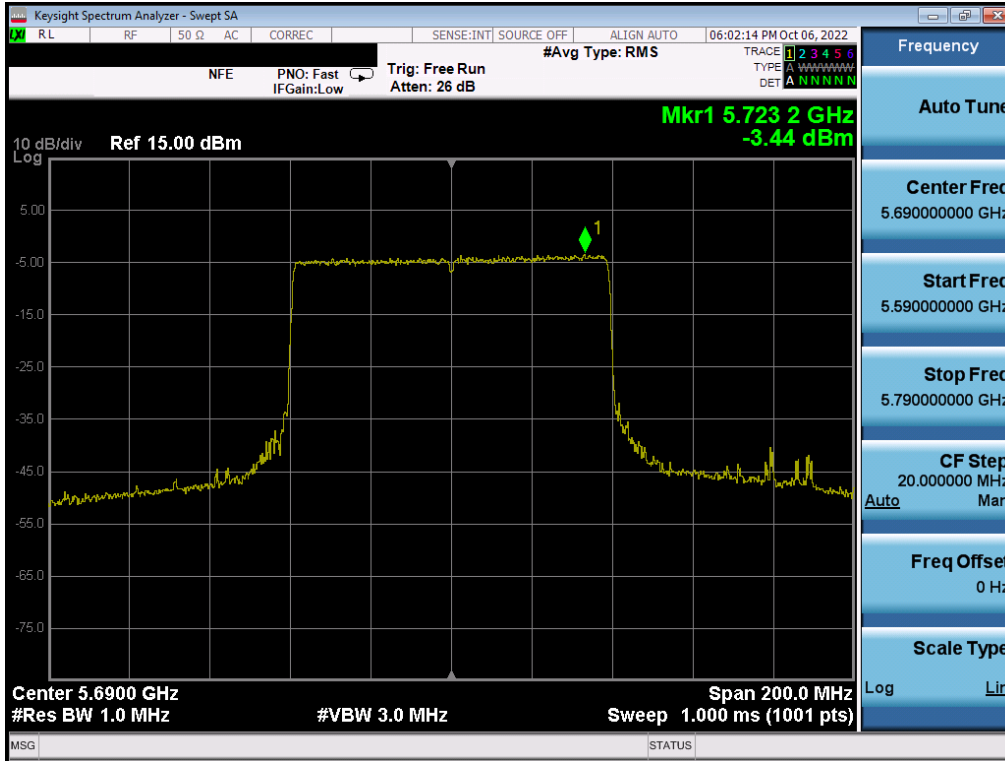 Keysight Spectrum Analyzer - Swept SA
LXI RL RF 50 Ω AC CORREC SENSE:INT SOURCE OFF ALIGN AUTO 06:02:14 PM Oct 06, 2022
#Avg Type: RMS
TRACE 1 2 3 4 5 6
TYPE A WWWWW
DET A N N N N N
NFE PNO: Fast Trig: Free Run
IFGain:Low Atten: 26 dB
Mkr1 5.723 2 GHz
-3.44 dBm
10 dB/div Ref 15.00 dBm
Log
1
5.00
-5.00
-15.0
-25.0
-35.0
-45.0
-55.0
-65.0
-75.0
Center 5.6900 GHz Span 200.0 MHz
#Res BW 1.0 MHz #VBW 3.0 MHz Sweep 1.000 ms (1001 pts)
MSG STATUS
Frequency
Auto Tune
Center Freq
5.690000000 GHz
Start Freq
5.590000000 GHz
Stop Freq
5.790000000 GHz
CF Step
20.000000 MHz
Auto Man
Freq Offset
0 Hz
Scale Type
Log Lin